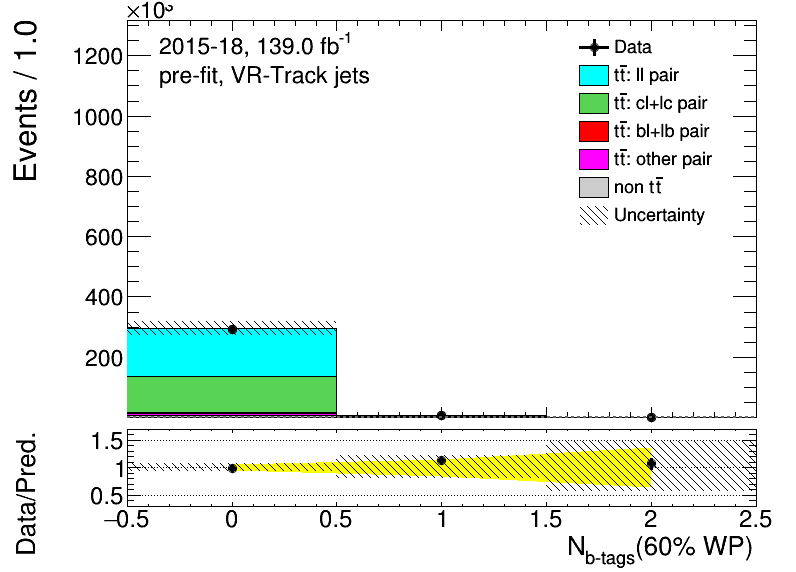 ×10³
Events / 1.0
1200
1000
800
600
400
200
2015-18, 139.0 fb⁻¹
pre-fit, VR-Track jets
Data
tt̄: ll pair
tt̄: cl+lc pair
tt̄: bl+lb pair
tt̄: other pair
non tt̄
Uncertainty
Data/Pred.
1.5
1
0.5
−0.5 0 0.5 1 1.5 2 2.5
N_b-tags(60% WP)